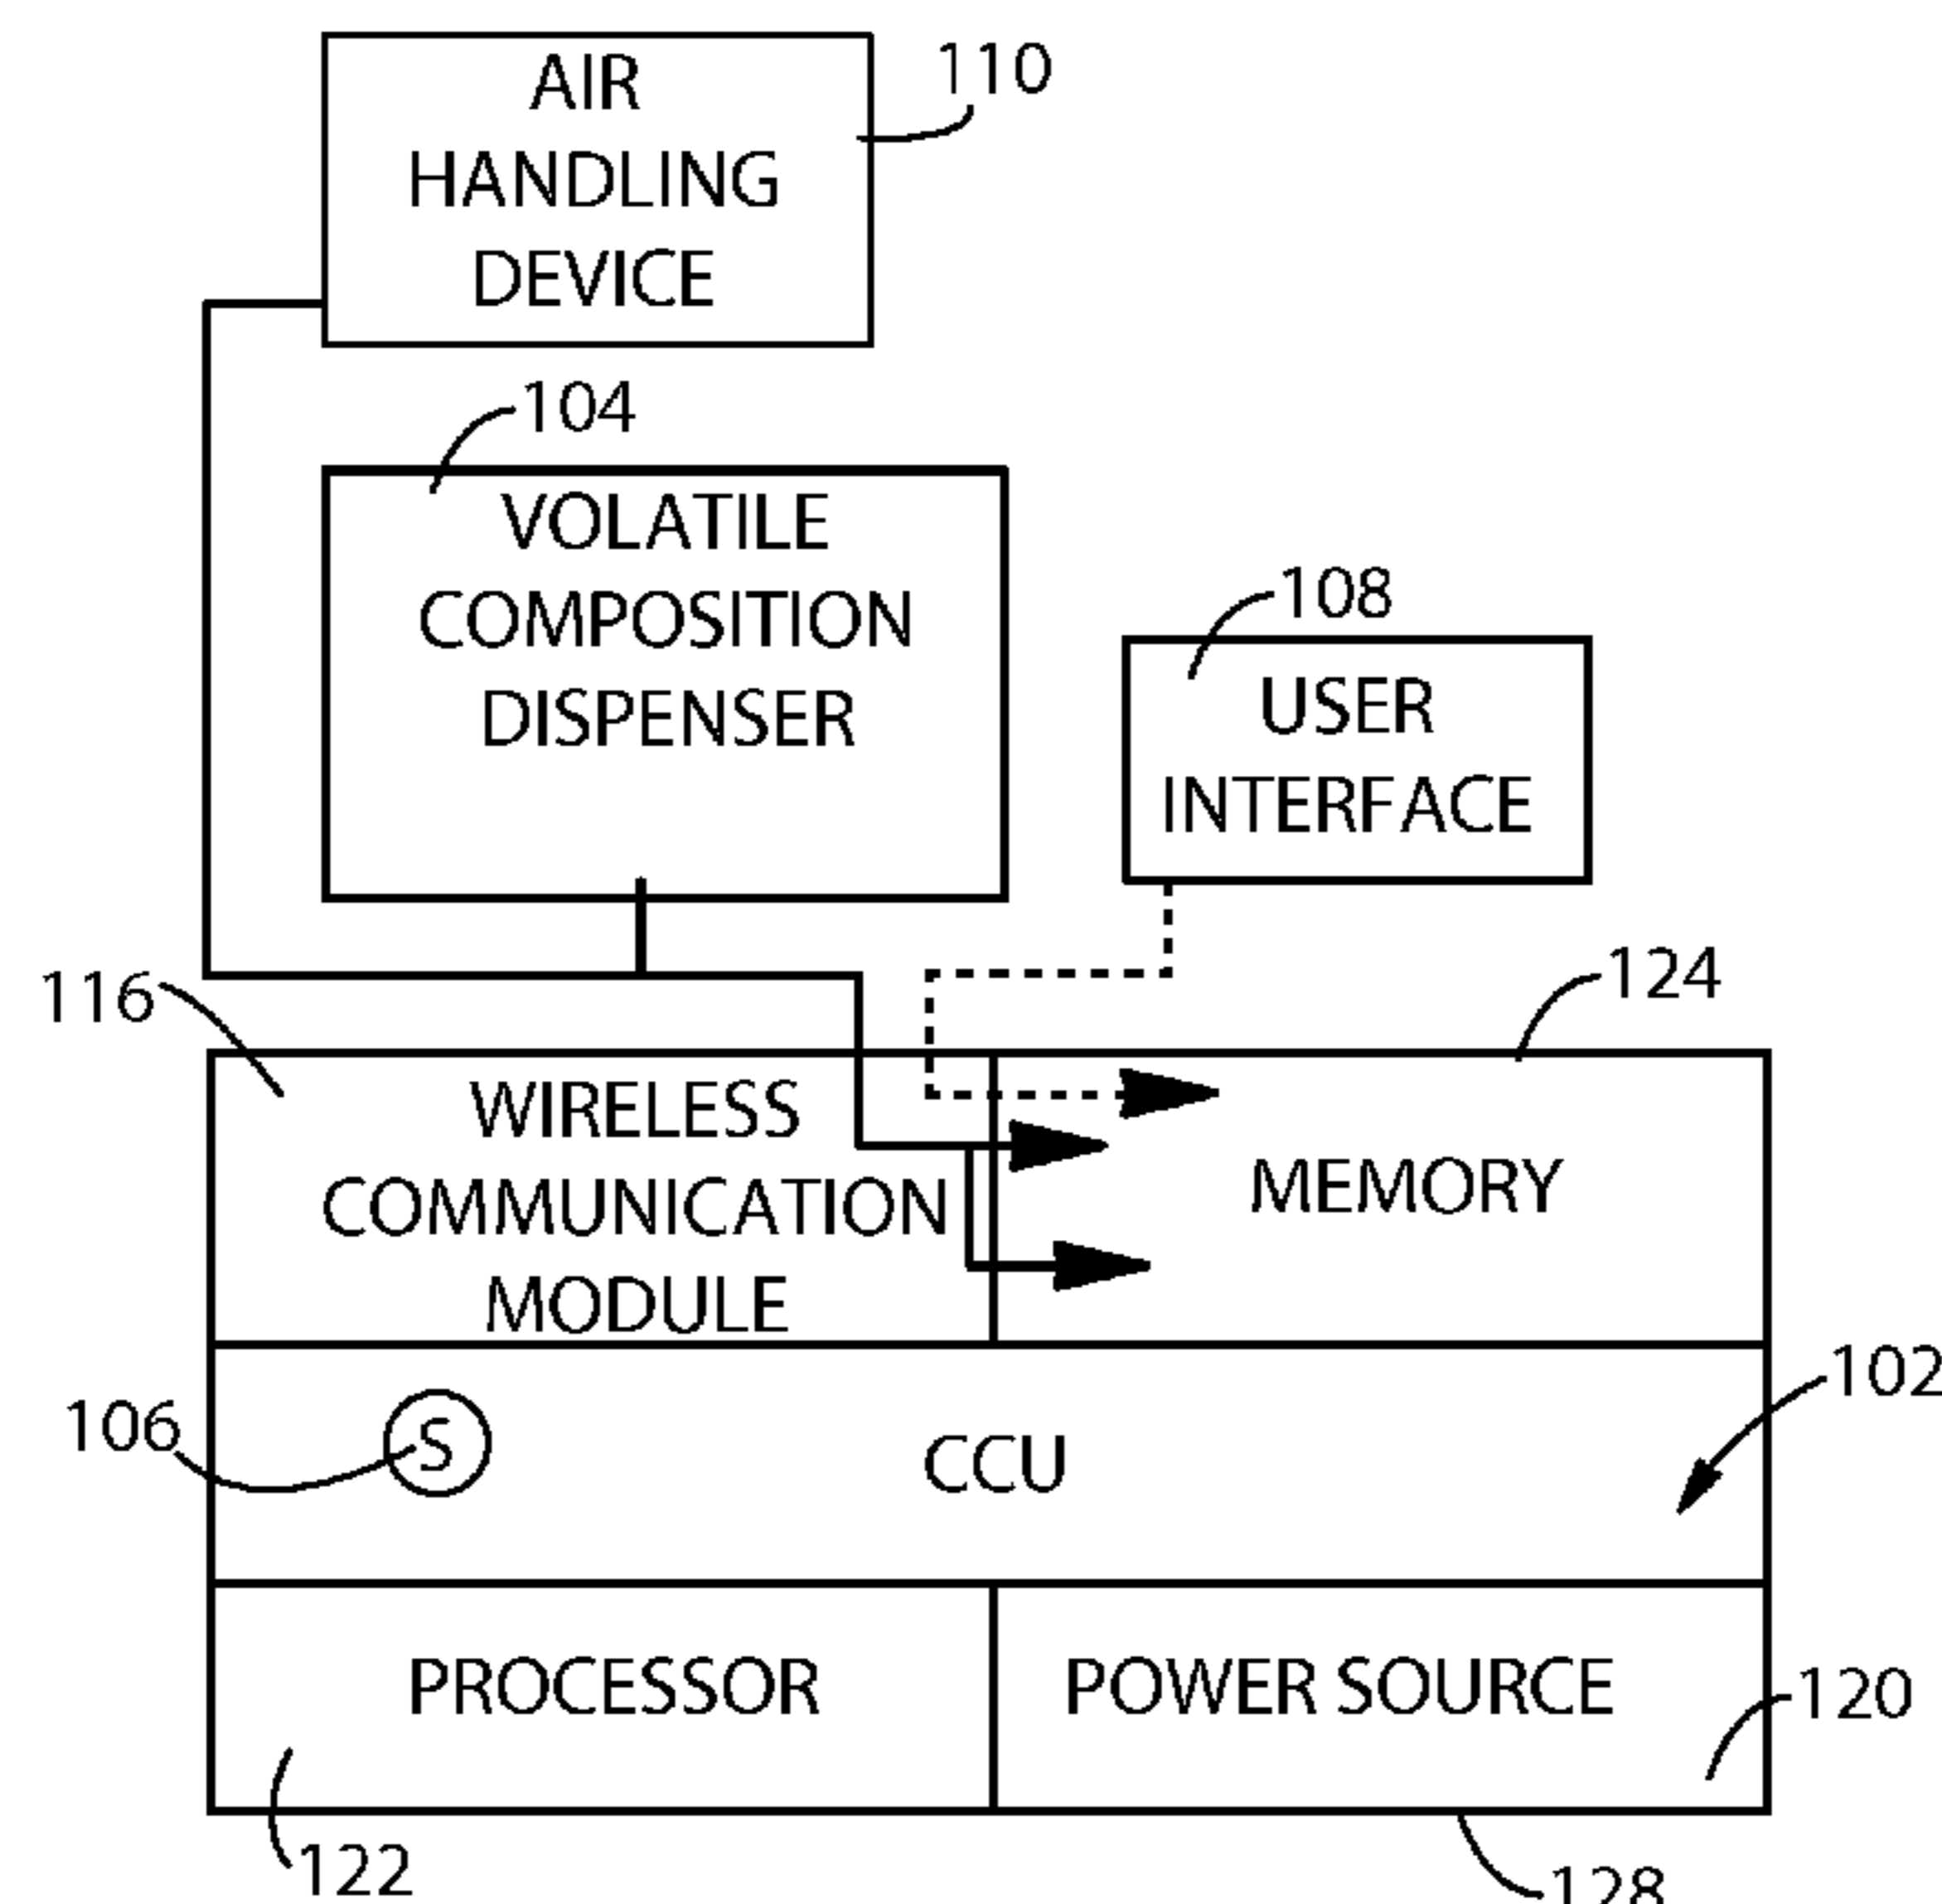 AIR
HANDLING
DEVICE
110
104
VOLATILE
COMPOSITION
DISPENSER
108
USER
INTERFACE
116
124
WIRELESS
COMMUNICATION
MODULE
MEMORY
102
106
S
CCU
PROCESSOR
POWER SOURCE
120
122
128